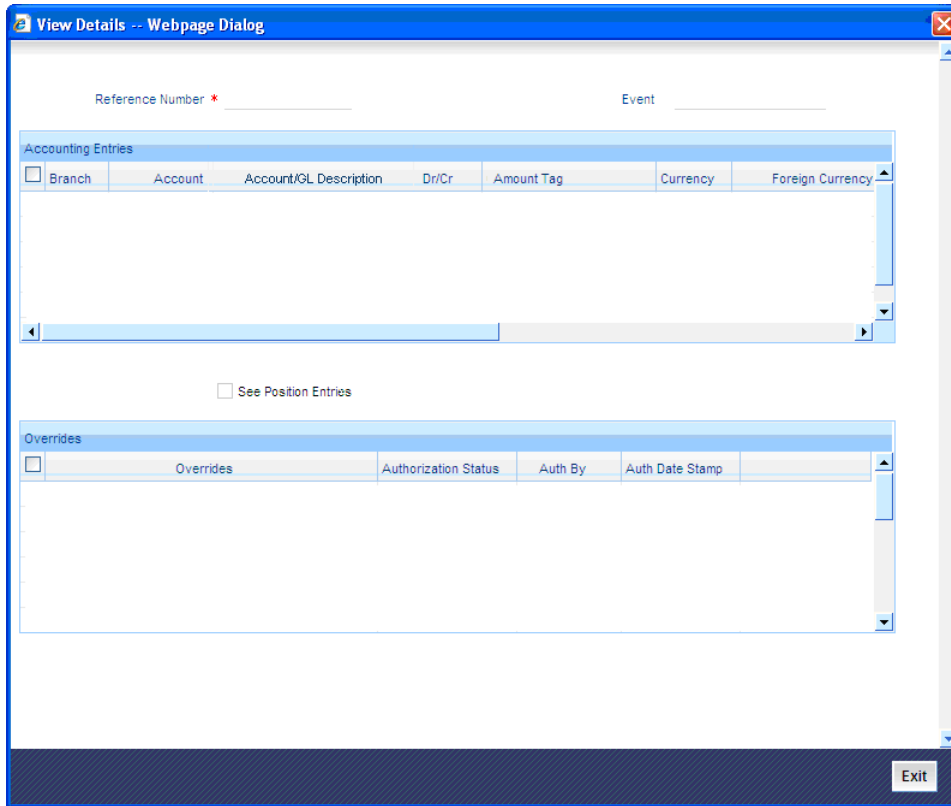 View Details -- Webpage Dialog
Reference Number * Event
Accounting Entries
Branch Account Account/GL Description Dr/Cr Amount Tag Currency Foreign Currency
See Position Entries
Overrides
Overrides Authorization Status Auth By Auth Date Stamp
Exit